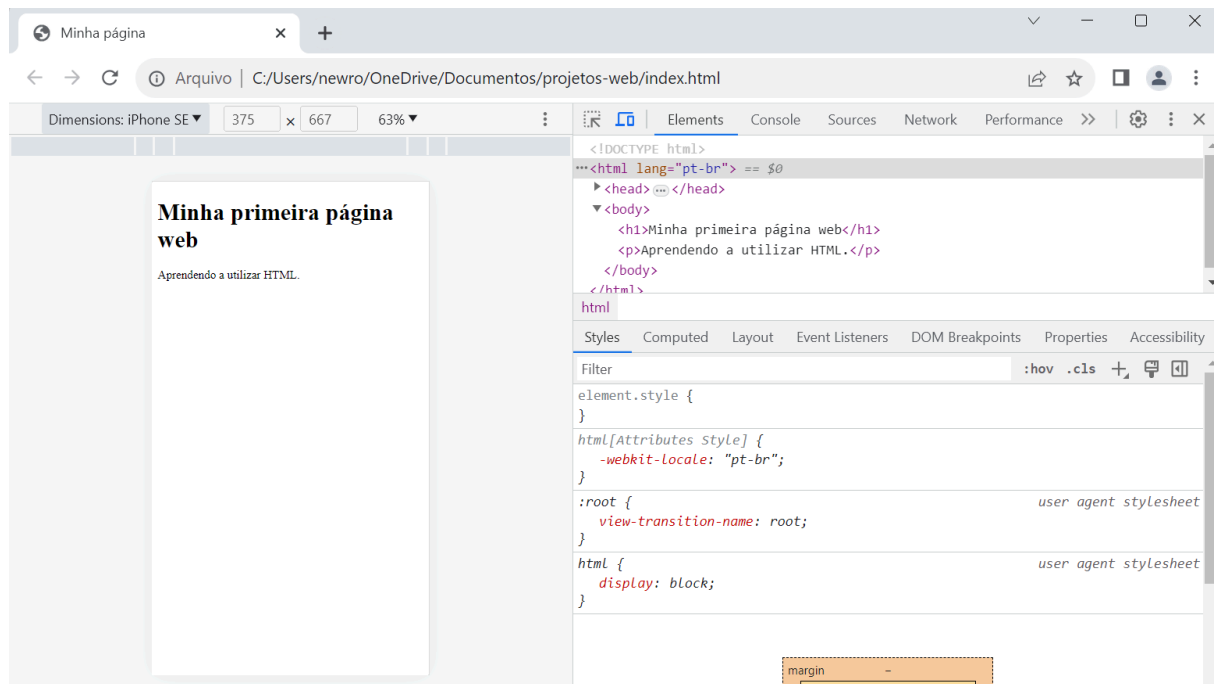 Minha página
Arquivo | C:/Users/newro/OneDrive/Documentos/projetos-web/index.html
Dimensions: iPhone SE ▼ 375 x 667 63% ▼
Minha primeira página
web
Aprendendo a utilizar HTML.
Elements Console Sources Network Performance
<!DOCTYPE html>
<html lang="pt-br"> == $0
<head> </head>
<body>
<h1>Minha primeira página web</h1>
<p>Aprendendo a utilizar HTML.</p>
</body>
</html>
html
Styles Computed Layout Event Listeners DOM Breakpoints Properties Accessibility
Filter :hov .cls
element.style {
}
html[Attributes Style] {
-webkit-locale: "pt-br";
}
:root { user agent stylesheet
view-transition-name: root;
}
html { user agent stylesheet
display: block;
}
margin –